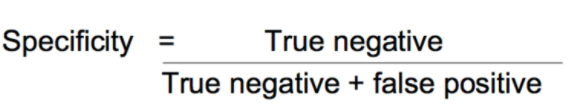 Specificity = True negative
True negative + false positive